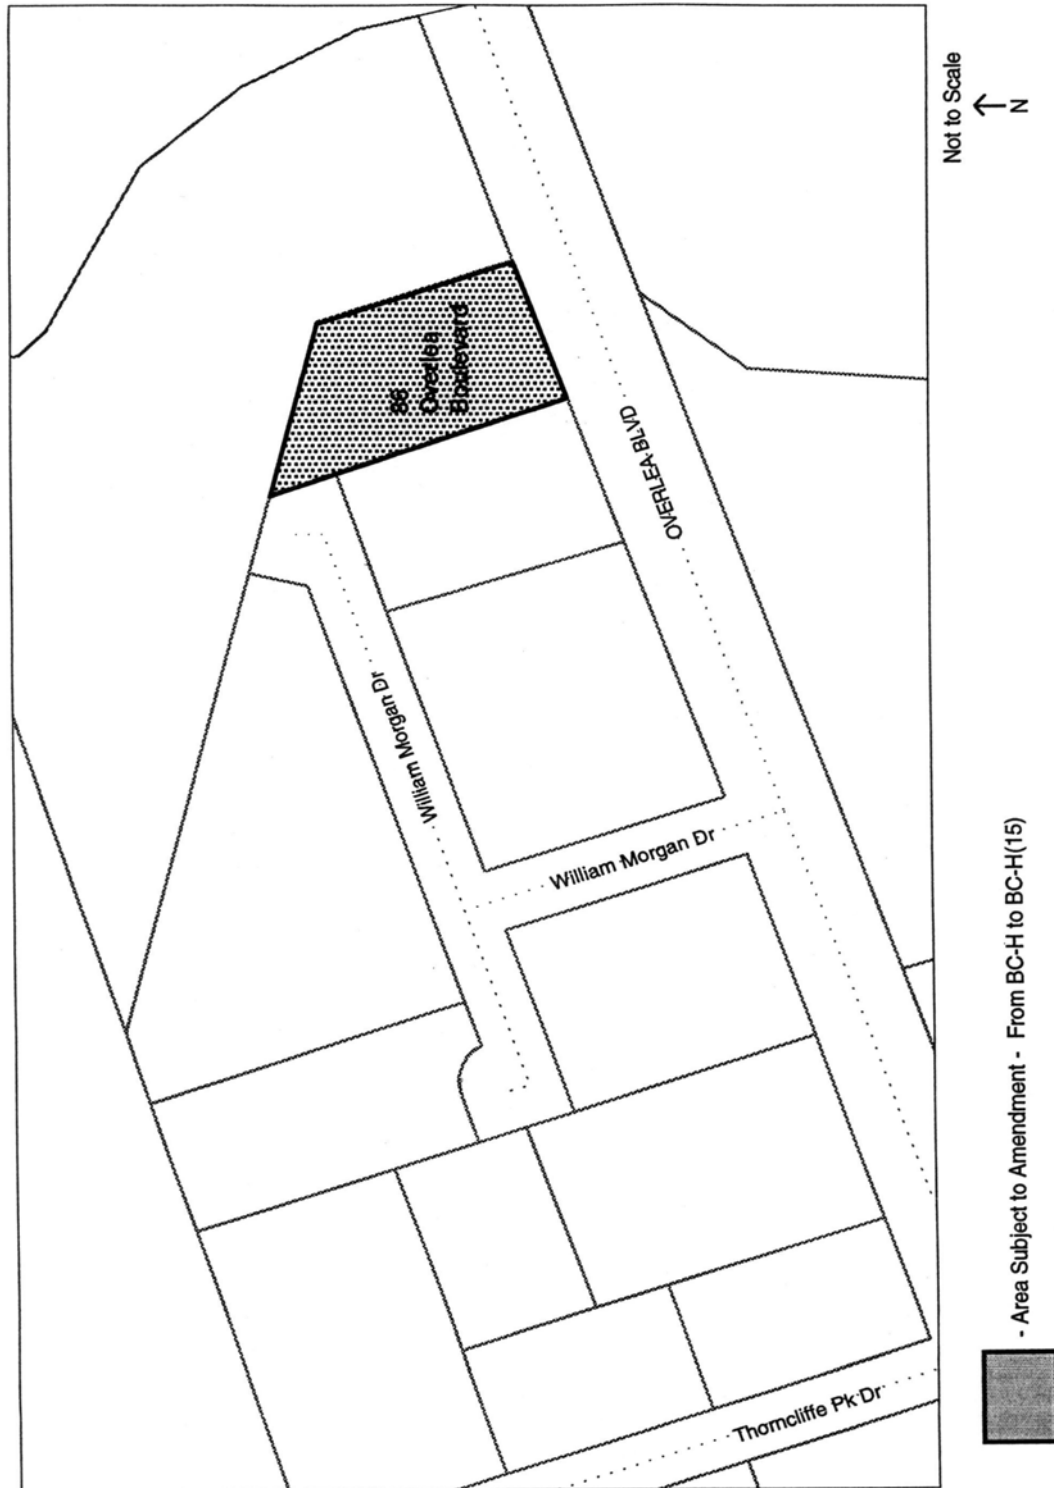 86
Overlea
Boulevard
OVERLEA BLVD
William Morgan Dr
William Morgan Dr
Thorncliffe Pk Dr
Not to Scale
N
- Area Subject to Amendment - From BC-H to BC-H(15)